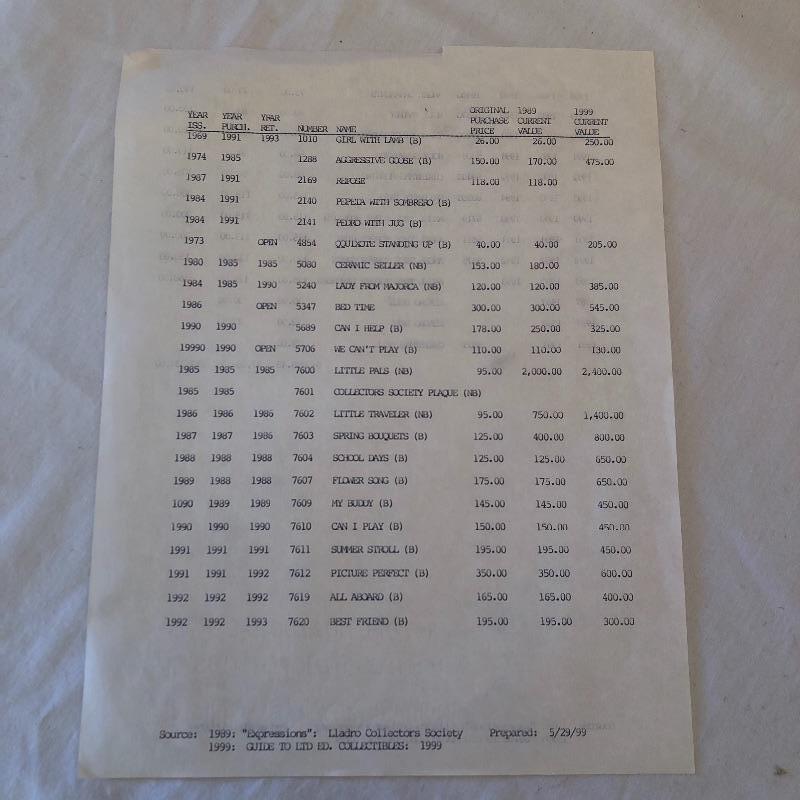 ORIGINAL 1989 1999
YEAR YEAR YEAR PURCHASE CURRENT CURRENT
ISS. PURCH. RET. NUMBER NAME PRICE VALUE VALUE
1969 1991 1993 1010 GIRL WITH LAMB (B) 26.00 26.00 250.00
1974 1985 1288 AGGRESSIVE GOOSE (B) 150.00 170.00 475.00
1987 1991 2169 REPOSE 118.00 118.00
1984 1991 2140 PEPITA WITH SOMBRERO (B)
1984 1991 2141 PEDRO WITH JUG (B)
1973 OPEN 4854 QQUIXOTE STANDING UP (B) 40.00 40.00 205.00
1980 1985 1985 5080 CERAMIC SELLER (NB) 153.00 180.00
1984 1985 1990 5240 LADY FROM MAJORCA (NB) 120.00 120.00 385.00
1986 OPEN 5347 BED TIME 300.00 300.00 545.00
1990 1990 5689 CAN I HELP (B) 178.00 250.00 325.00
19990 1990 OPEN 5706 WE CAN'T PLAY (B) 110.00 110.00 130.00
1985 1985 1985 7600 LITTLE PALS (NB) 95.00 2,000.00 2,400.00
1985 1985 7601 COLLECTORS SOCIETY PLAQUE (NB)
1986 1986 1986 7602 LITTLE TRAVELER (NB) 95.00 750.00 1,400.00
1987 1987 1986 7603 SPRING BOUQUETS (B) 125.00 400.00 800.00
1988 1988 1988 7604 SCHOOL DAYS (B) 125.00 125.00 650.00
1989 1988 1988 7607 FLOWER SONG (B) 175.00 175.00 650.00
1090 1989 1989 7609 MY BUDDY (B) 145.00 145.00 450.00
1990 1990 1990 7610 CAN I PLAY (B) 150.00 150.00 450.00
1991 1991 1991 7611 SUMMER STROLL (B) 195.00 195.00 450.00
1991 1991 1992 7612 PICTURE PERFECT (B) 350.00 350.00 600.00
1992 1992 1992 7619 ALL ABOARD (B) 165.00 165.00 400.00
1992 1992 1993 7620 BEST FRIEND (B) 195.00 195.00 300.00
Source: 1989: "Expressions": Lladro Collectors Society Prepared: 5/29/99
1999: GUIDE TO LTD ED. COLLECTIBLES: 1999